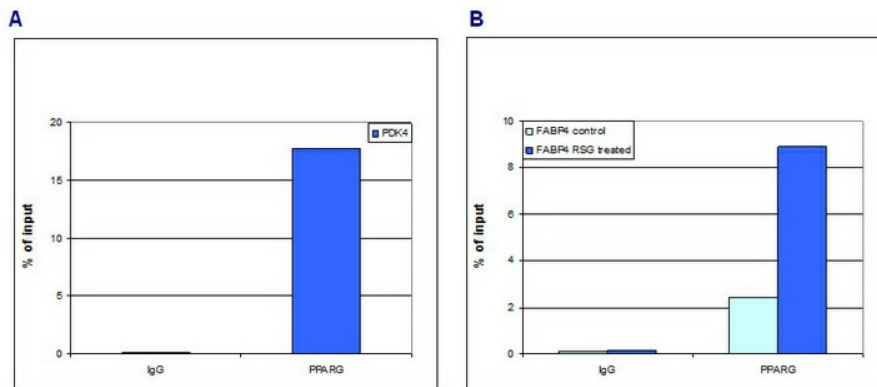 A
% of input
20
15
10
5
0
PDK4
IgG
PPARG
B
% of input
10
8
6
4
2
0
FABP4 control
FABP4 RSG treated
IgG
PPARG